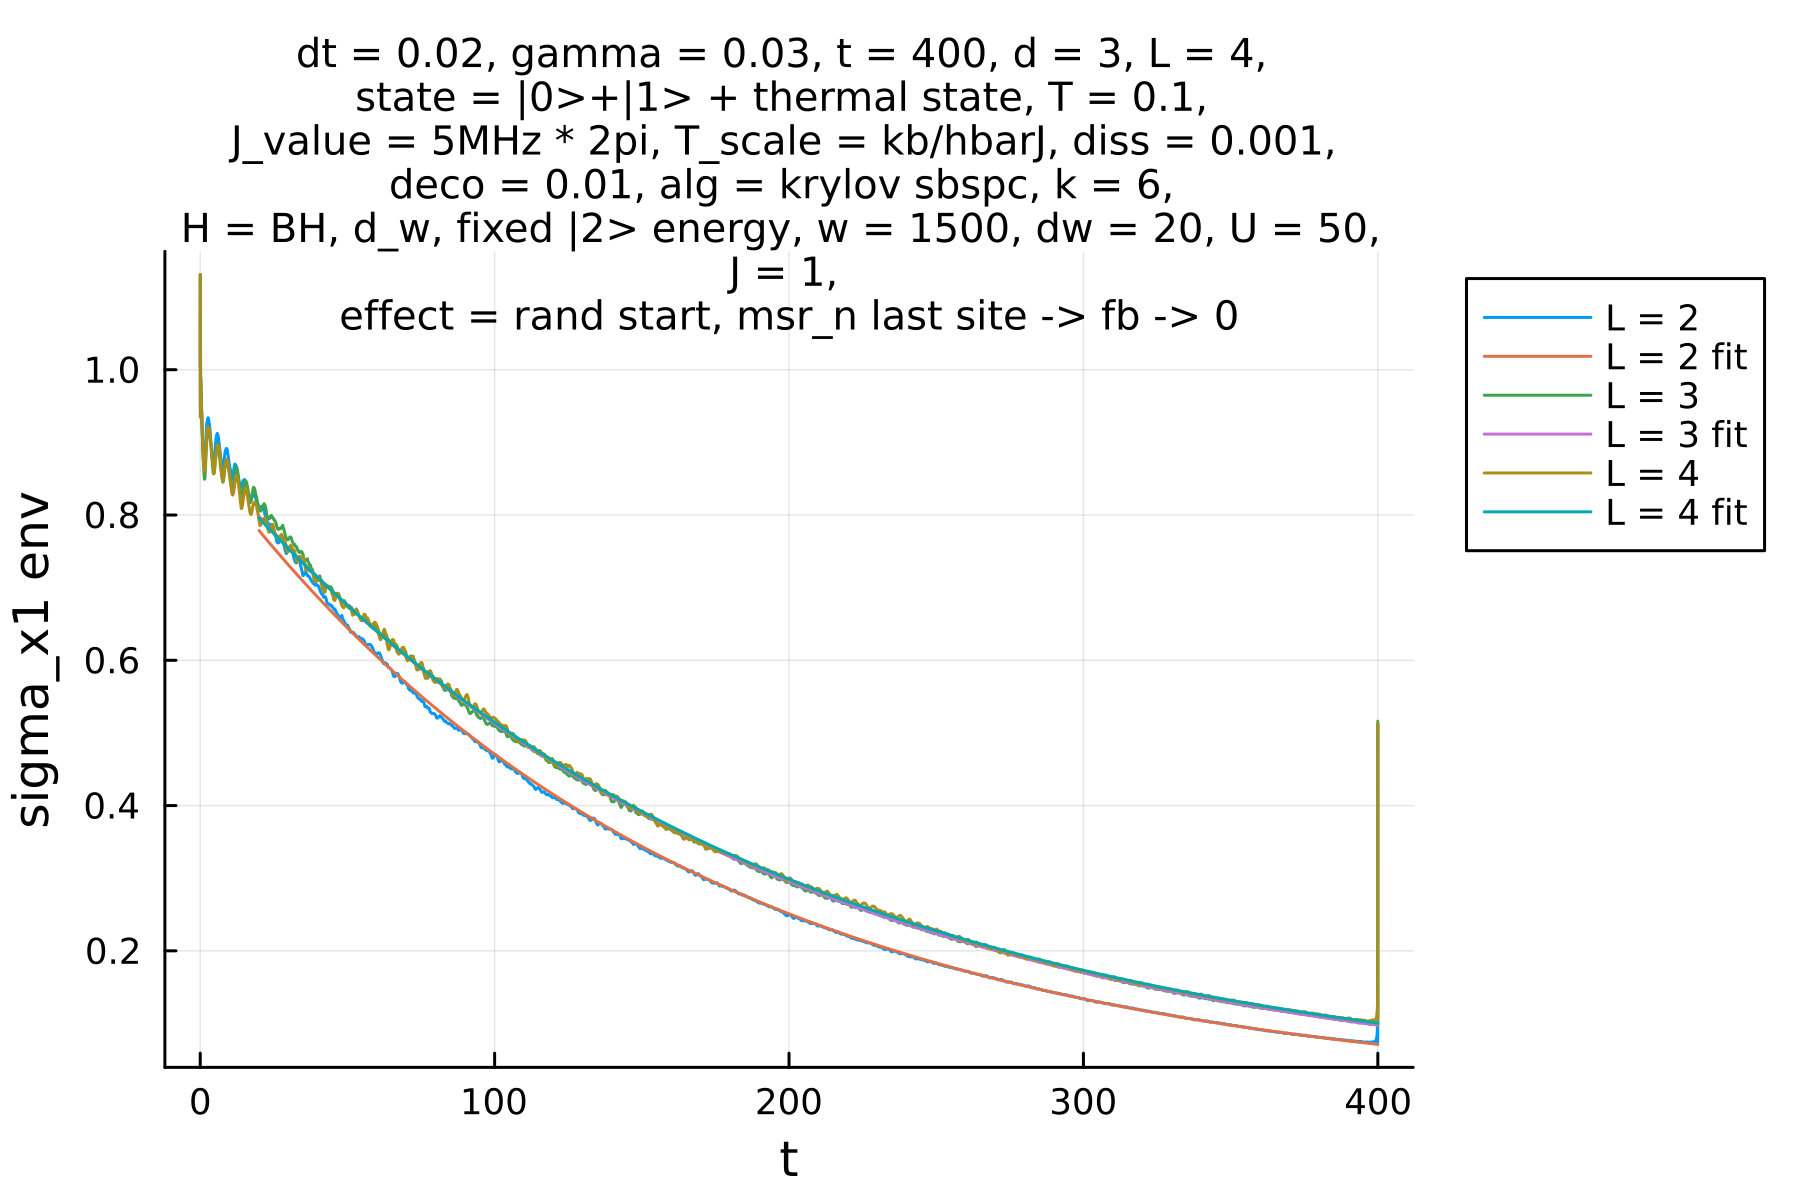 dt = 0.02, gamma = 0.03, t = 400, d = 3, L = 4,
state = |0>+|1> + thermal state, T = 0.1,
J_value = 5MHz * 2pi, T_scale = kb/hbarJ, diss = 0.001,
deco = 0.01, alg = krylov sbspc, k = 6,
H = BH, d_w, fixed |2> energy, w = 1500, dw = 20, U = 50,
J = 1,
effect = rand start, msr_n last site -> fb -> 0
L = 2
L = 2 fit
L = 3
L = 3 fit
L = 4
L = 4 fit
1.0
0.8
0.6
0.4
0.2
sigma_x1 env
0
100
200
300
400
t